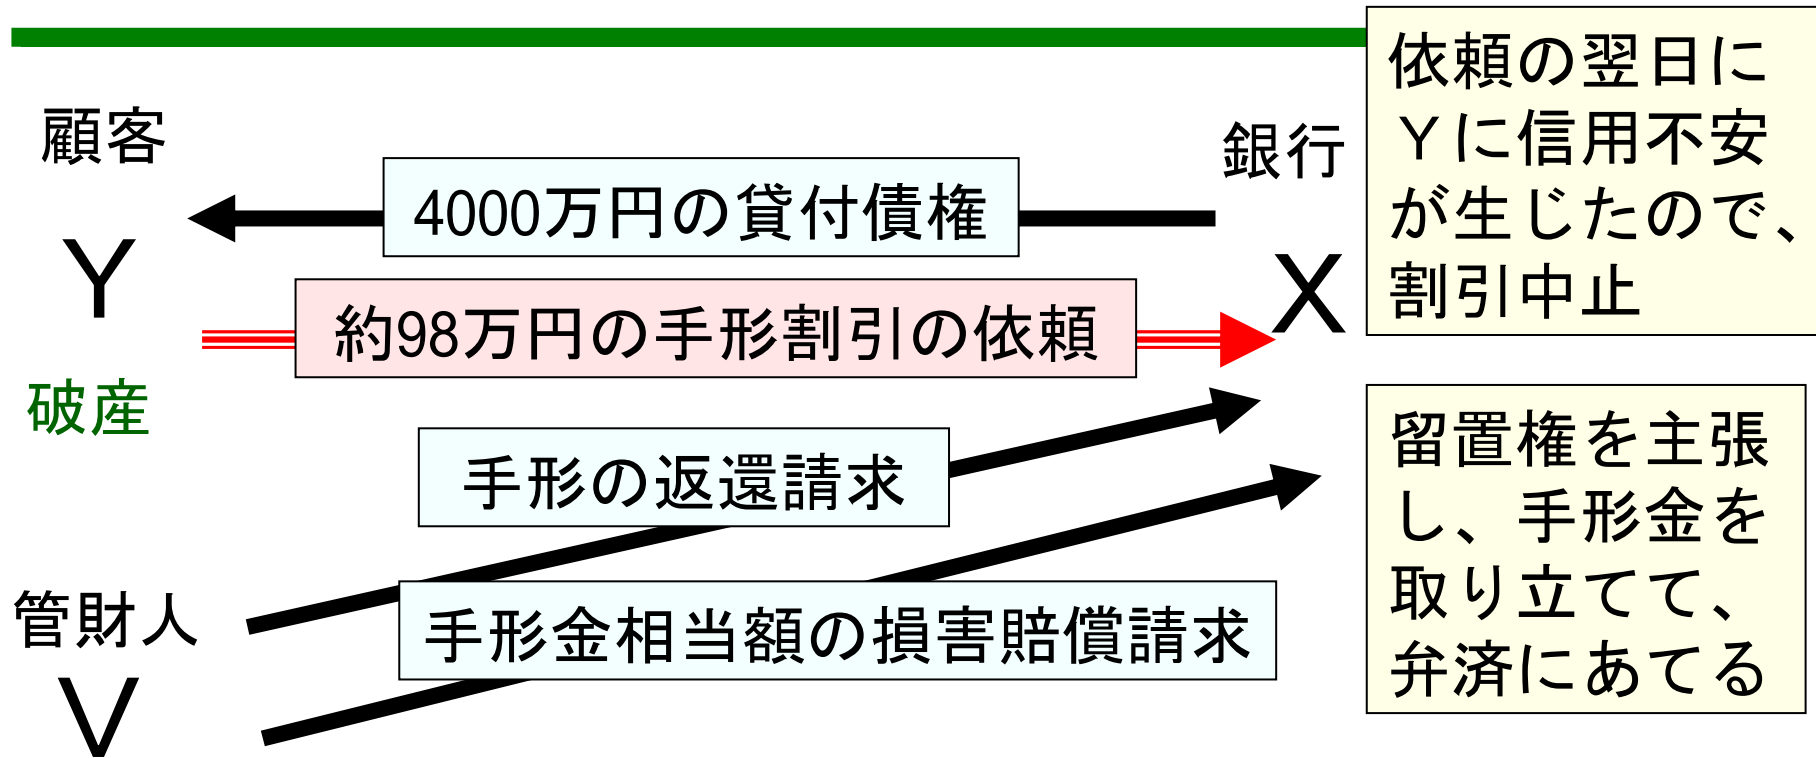 顧客
Y
破産
管財人
V
銀行
X
4000万円の貸付債権
約98万円の手形割引の依頼
手形の返還請求
手形金相当額の損害賠償請求
依頼の翌日に
Yに信用不安
が生じたので、
割引中止
留置権を主張
し、手形金を
取り立てて、
弁済にあてる